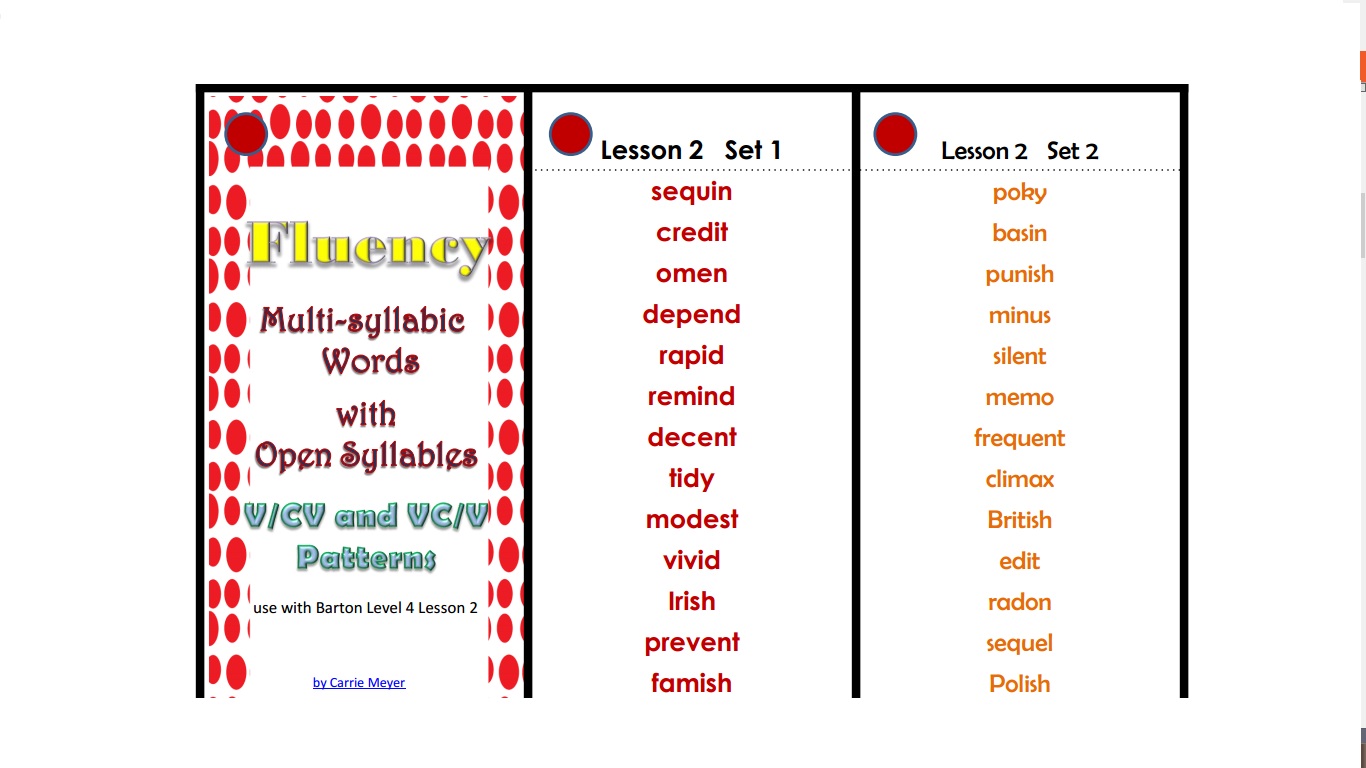 Fluency
Multi-syllabic
Words
with
Open Syllables
V/CV and VC/V
Patterns
use with Barton Level 4 Lesson 2
by Carrie Meyer
Lesson 2 Set 1
sequin
credit
omen
depend
rapid
remind
decent
tidy
modest
vivid
Irish
prevent
famish
Lesson 2 Set 2
poky
basin
punish
minus
silent
memo
frequent
climax
British
edit
radon
sequel
Polish